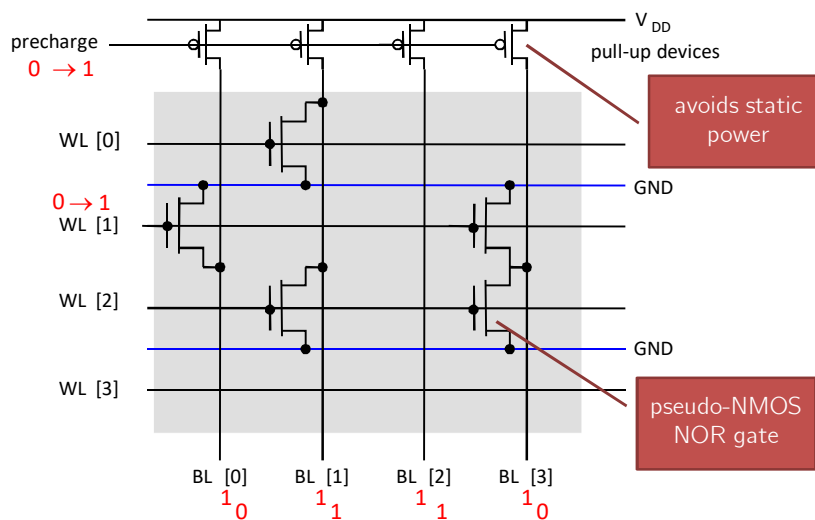 V DD
precharge
pull-up devices
0 → 1
avoids static
power
WL [0]
GND
0 → 1
WL [1]
WL [2]
GND
WL [3]
pseudo-NMOS
NOR gate
BL [0] BL [1] BL [2] BL [3]
1 0 1 1 1 1 1 0